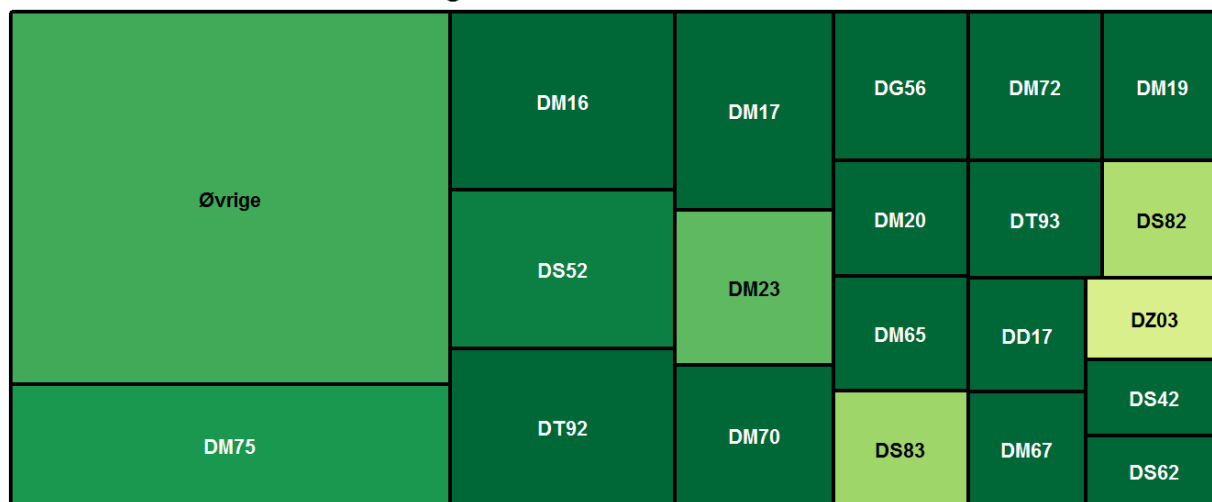 Øvrige
DM75
DM16
DS52
DT92
DM17
DM23
DM70
DG56
DM20
DM65
DS83
DM72
DT93
DD17
DM67
DM19
DS82
DZ03
DS42
DS62